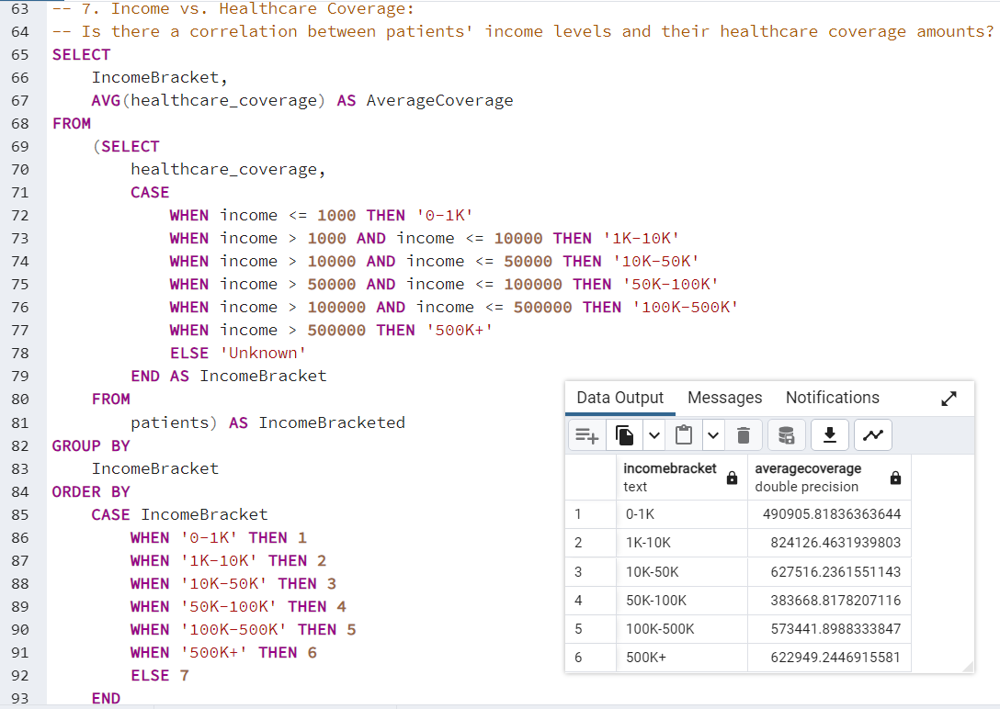 63 -- 7. Income vs. Healthcare Coverage:
64 -- Is there a correlation between patients' income levels and their healthcare coverage amounts?
65 SELECT
66 IncomeBracket,
67 AVG(healthcare_coverage) AS AverageCoverage
68 FROM
69 (SELECT
70 healthcare_coverage,
71 CASE
72 WHEN income <= 1000 THEN '0-1K'
73 WHEN income > 1000 AND income <= 10000 THEN '1K-10K'
74 WHEN income > 10000 AND income <= 50000 THEN '10K-50K'
75 WHEN income > 50000 AND income <= 100000 THEN '50K-100K'
76 WHEN income > 100000 AND income <= 500000 THEN '100K-500K'
77 WHEN income > 500000 THEN '500K+'
78 ELSE 'Unknown'
79 END AS IncomeBracket
80 FROM
81 patients) AS IncomeBracketed
82 GROUP BY
83 IncomeBracket
84 ORDER BY
85 CASE IncomeBracket
86 WHEN '0-1K' THEN 1
87 WHEN '1K-10K' THEN 2
88 WHEN '10K-50K' THEN 3
89 WHEN '50K-100K' THEN 4
90 WHEN '100K-500K' THEN 5
91 WHEN '500K+' THEN 6
92 ELSE 7
93 END
Data Output Messages Notifications
incomebracket averagecoverage
text double precision
1 0-1K 490905.81836363644
2 1K-10K 824126.4631939803
3 10K-50K 627516.2361551143
4 50K-100K 383668.8178207116
5 100K-500K 573441.8988333847
6 500K+ 622949.2446915581